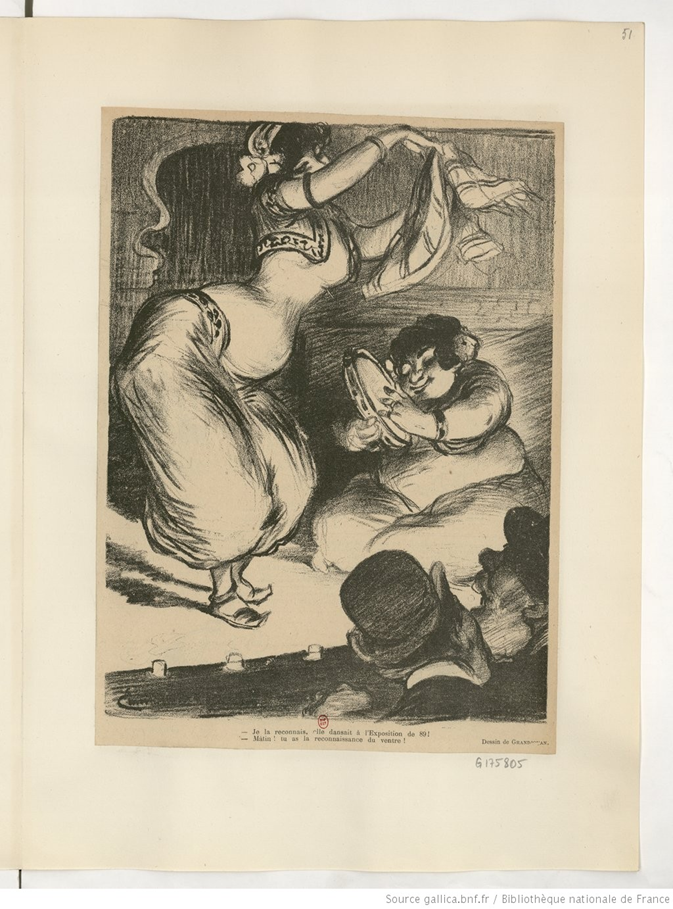 51
— Je la reconnais, elle dansait à l'Exposition de 89!
— Mâtin! tu as la reconnaissance du ventre!
Dessin de
G175805
Source gallica.bnf.fr / Bibliothèque nationale de France